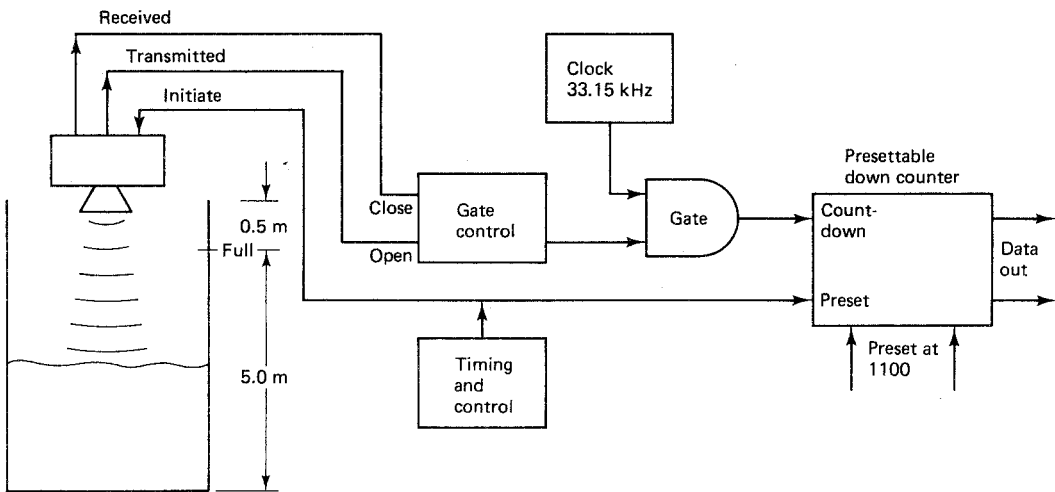 Received
Transmitted
Initiate
Clock
33.15 kHz
Presettable
down counter
0.5 m
Full
Close
Open
Gate
control
Gate
Count-
down
Preset
Data
out
Preset at
1100
5.0 m
Timing
and
control